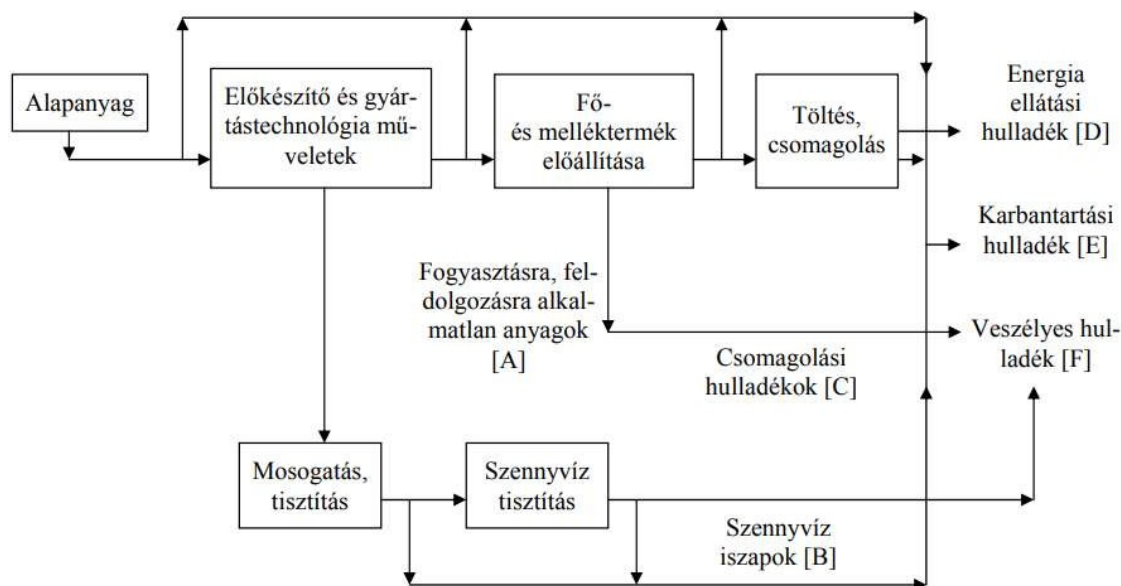 Alapanyag
Előkészítő és gyár-
tástechnológia mű-
veletek
Fő-
és melléktermék
előállítása
Töltés,
csomagolás
Energia
ellátási
hulladék [D]
Karbantartási
hulladék [E]
Fogyasztásra, fel-
dolgozásra alkal-
matlan anyagok
[A]
Csomagolási
hulladékok [C]
Veszélyes hul-
ladék [F]
Mosogatás,
tisztítás
Szennyvíz
tisztítás
Szennyvíz
iszapok [B]